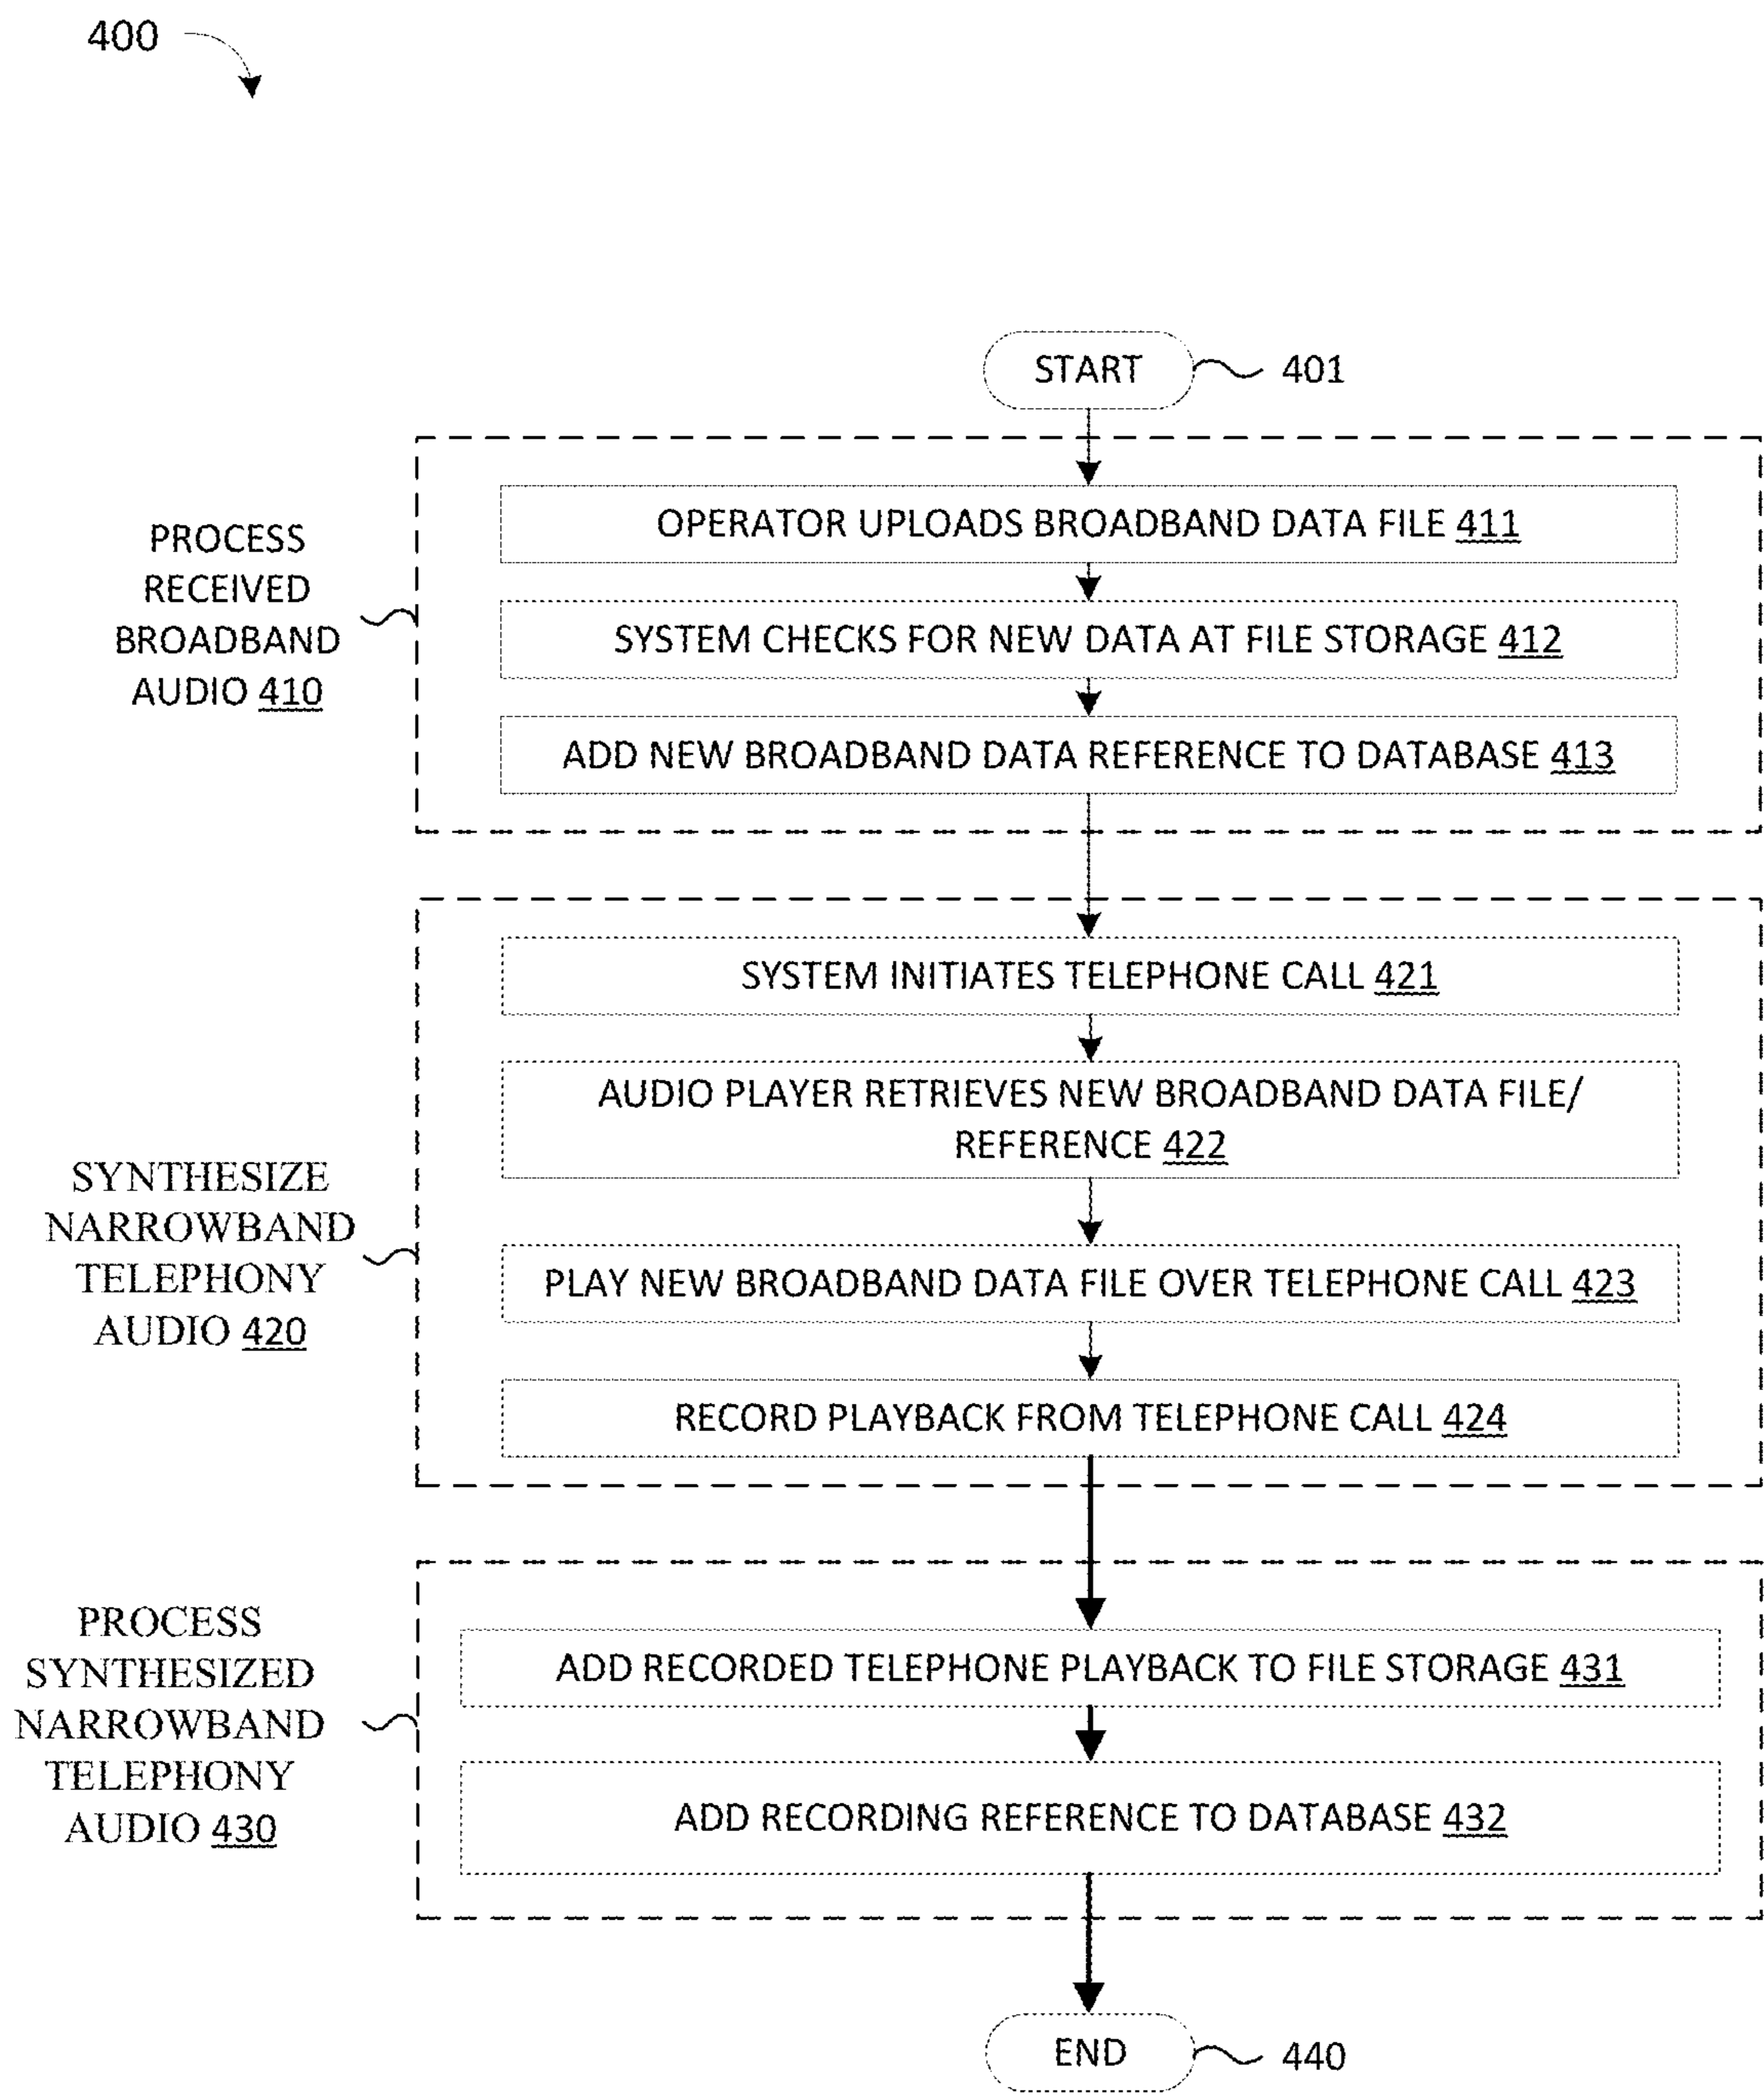 400
START
401
PROCESS
RECEIVED
BROADBAND
AUDIO 410
OPERATOR UPLOADS BROADBAND DATA FILE 411
SYSTEM CHECKS FOR NEW DATA AT FILE STORAGE 412
ADD NEW BROADBAND DATA REFERENCE TO DATABASE 413
SYNTHESIZE
NARROWBAND
TELEPHONY
AUDIO 420
SYSTEM INITIATES TELEPHONE CALL 421
AUDIO PLAYER RETRIEVES NEW BROADBAND DATA FILE/
REFERENCE 422
PLAY NEW BROADBAND DATA FILE OVER TELEPHONE CALL 423
RECORD PLAYBACK FROM TELEPHONE CALL 424
PROCESS
SYNTHESIZED
NARROWBAND
TELEPHONY
AUDIO 430
ADD RECORDED TELEPHONE PLAYBACK TO FILE STORAGE 431
ADD RECORDING REFERENCE TO DATABASE 432
END
440